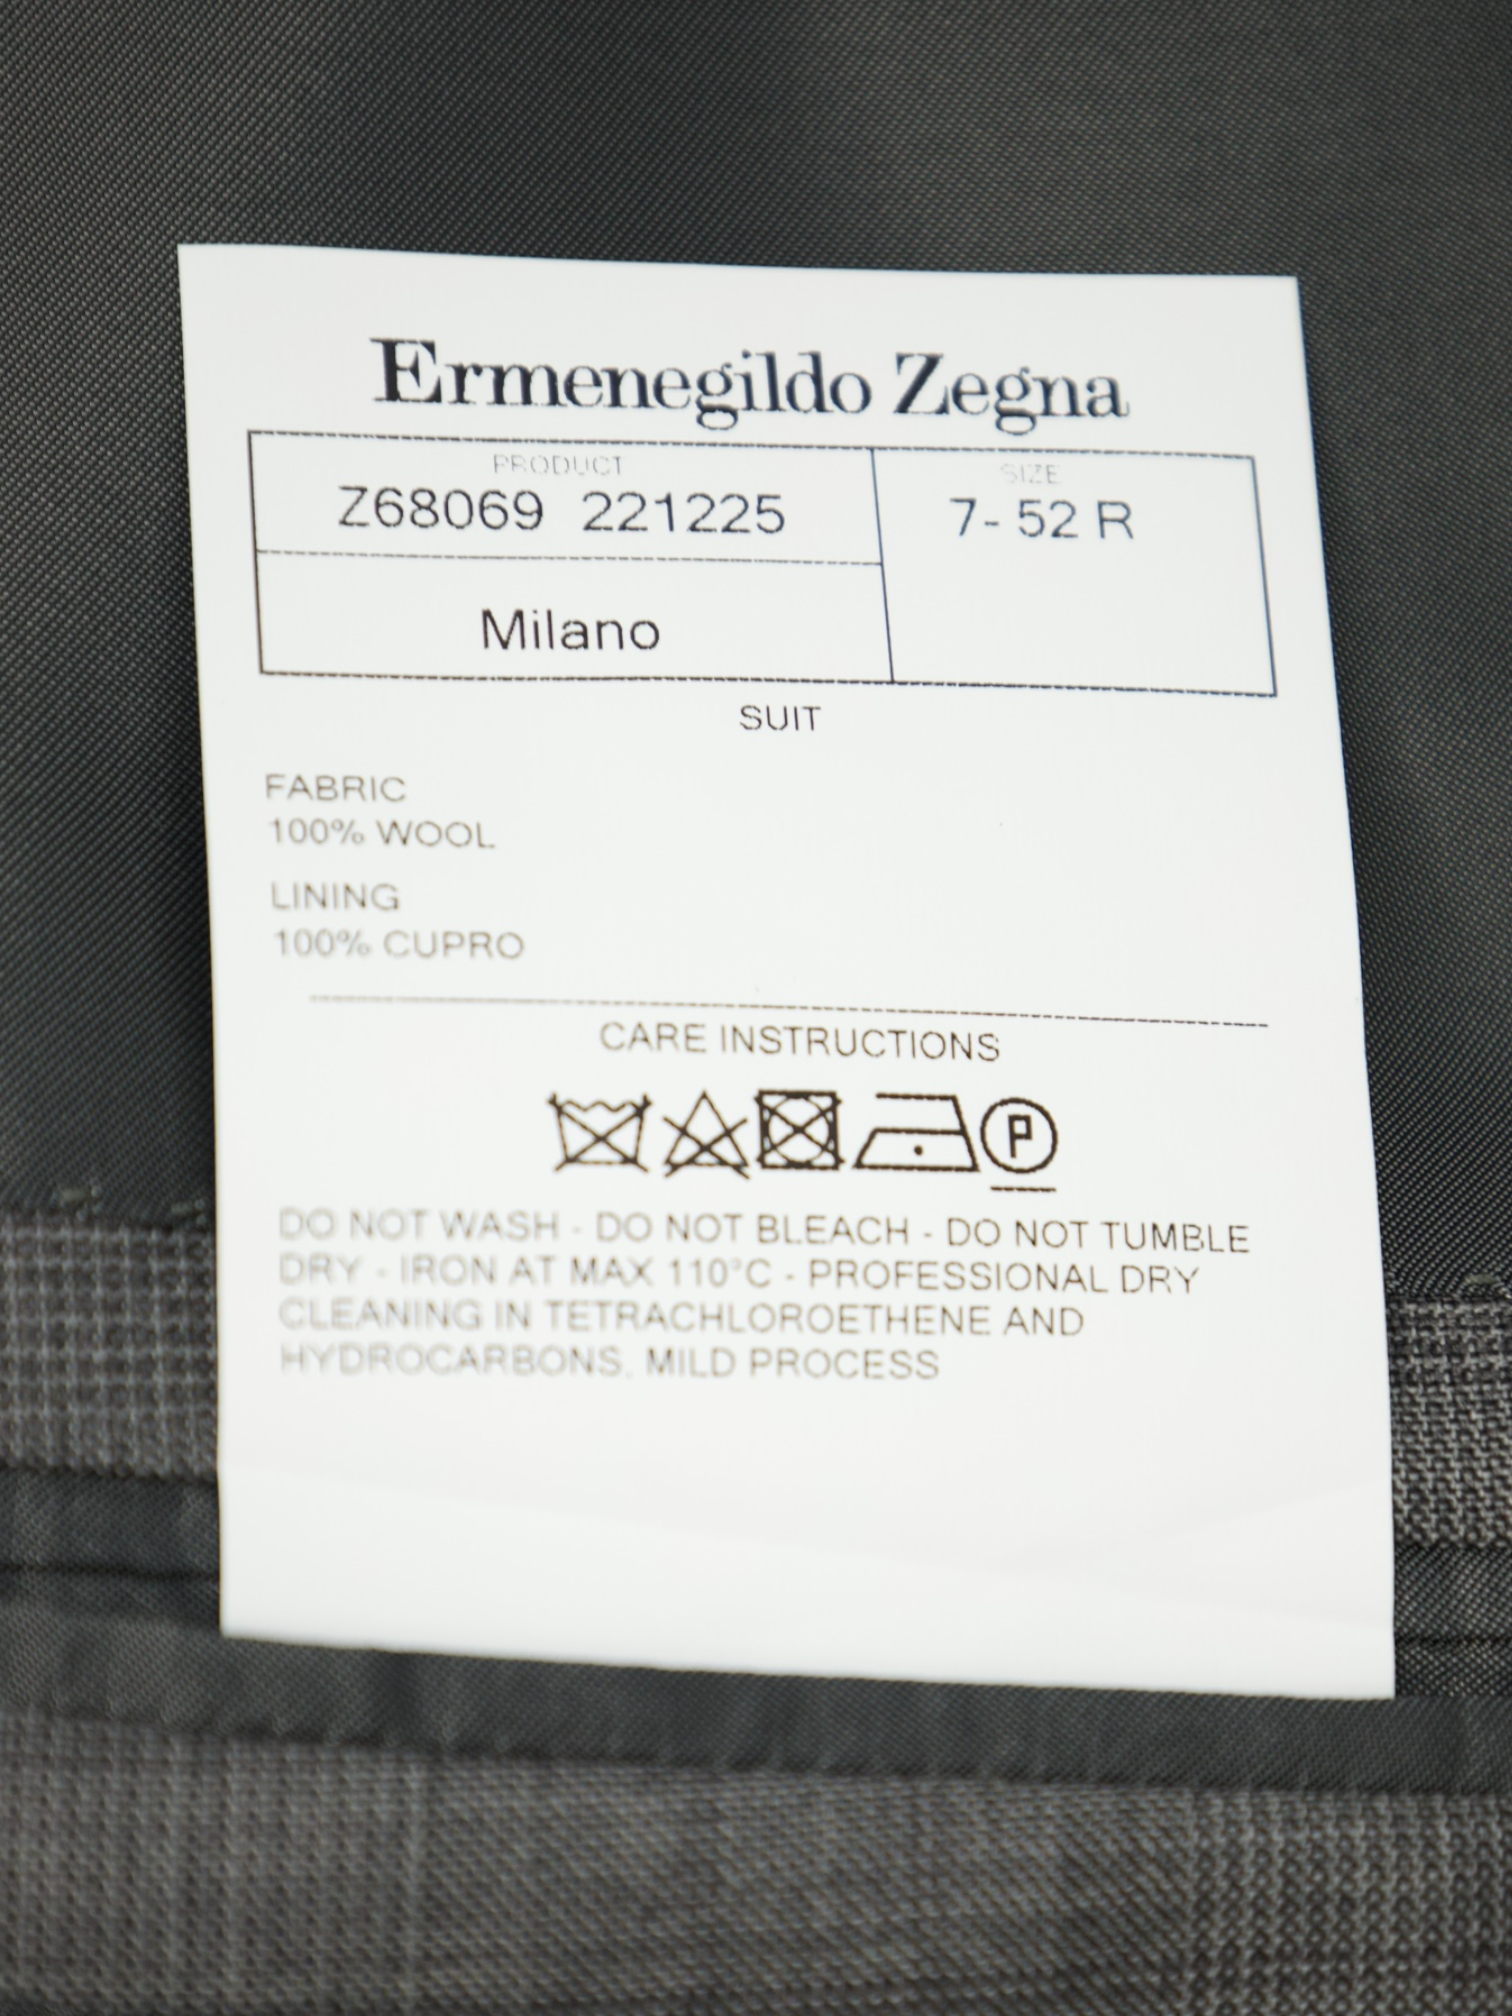 Ermenegildo Zegna
PRODUCT
Z68069 221225
SIZE
7- 52 R
Milano
SUIT
FABRIC
100% WOOL
LINING
100% CUPRO
CARE INSTRUCTIONS
P
DO NOT WASH - DO NOT BLEACH - DO NOT TUMBLE
DRY - IRON AT MAX 110°C - PROFESSIONAL DRY
CLEANING IN TETRACHLOROETHENE AND
HYDROCARBONS. MILD PROCESS